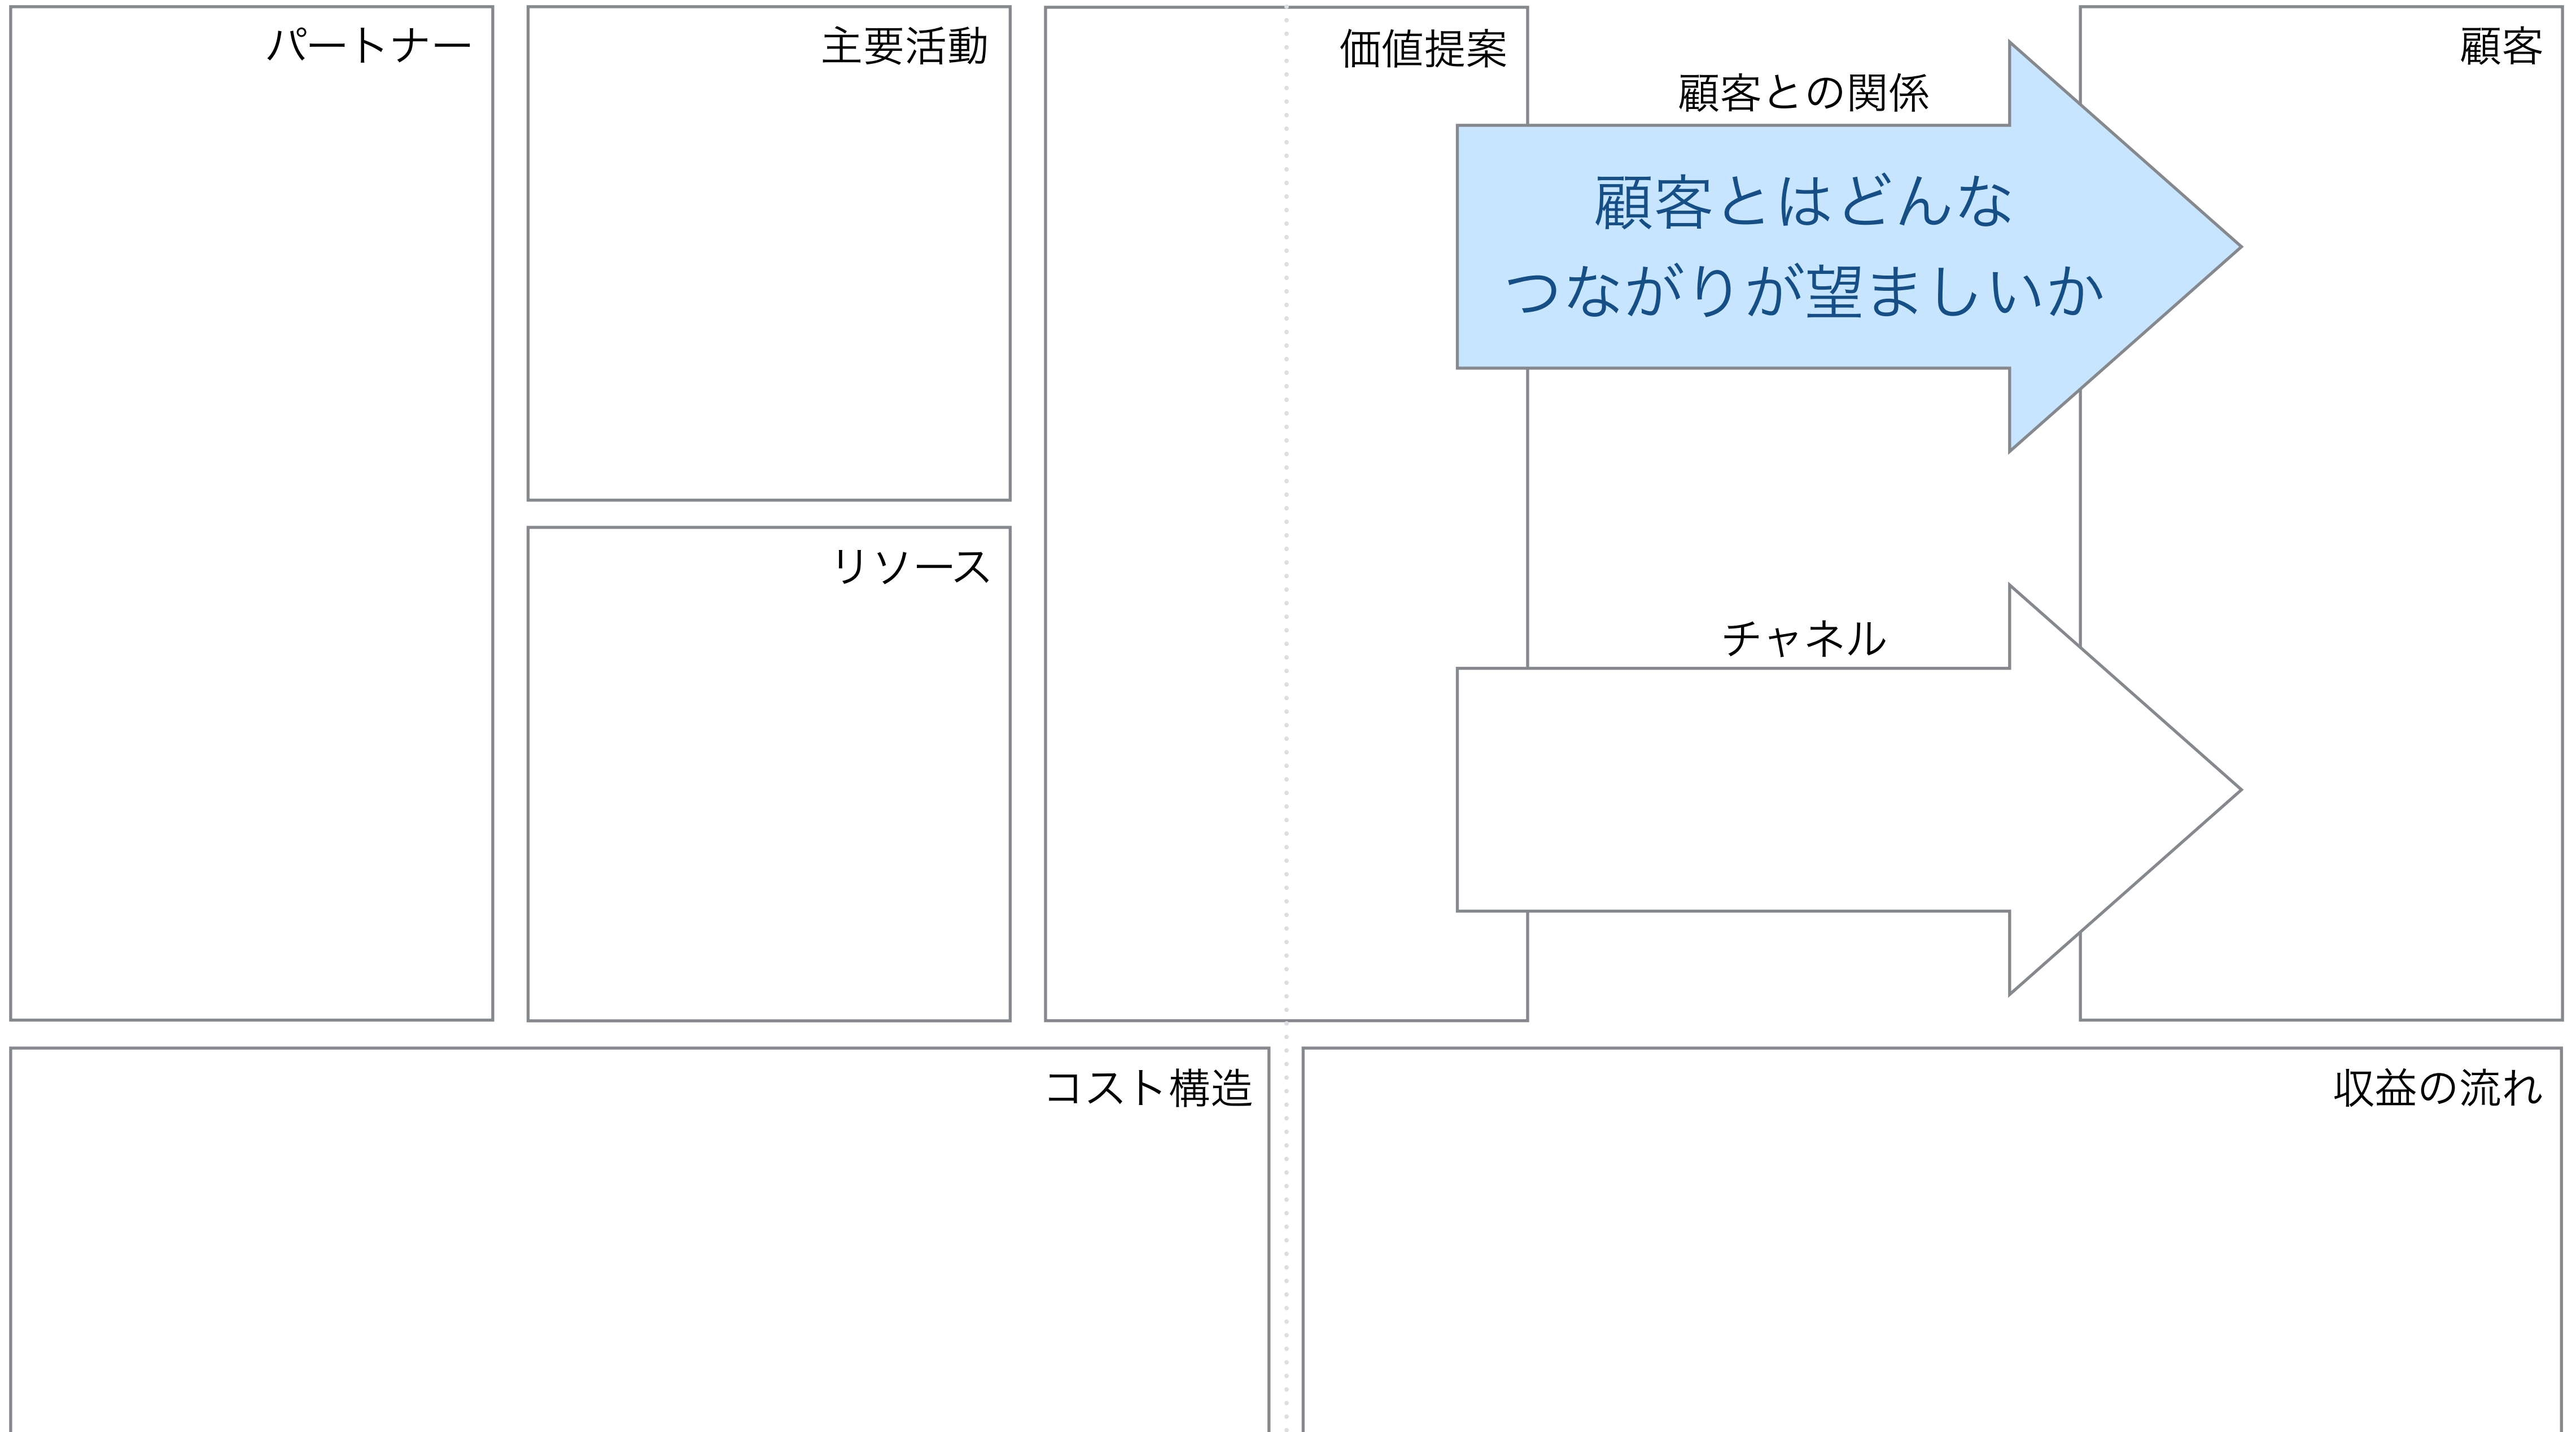 パートナー
主要活動
価値提案
顧客との関係
顧客
顧客とはどんな
つながりが望ましいか
リソース
チャネル
コスト構造
収益の流れ